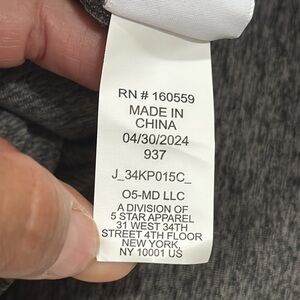 RN # 160559
MADE IN
CHINA
04/30/2024
937
J_34KP015C_
O5-MD LLC
A DIVISION OF
5 STAR APPAREL
31 WEST 34TH
STREET 4TH FLOOR
NEW YORK,
NY 10001 US